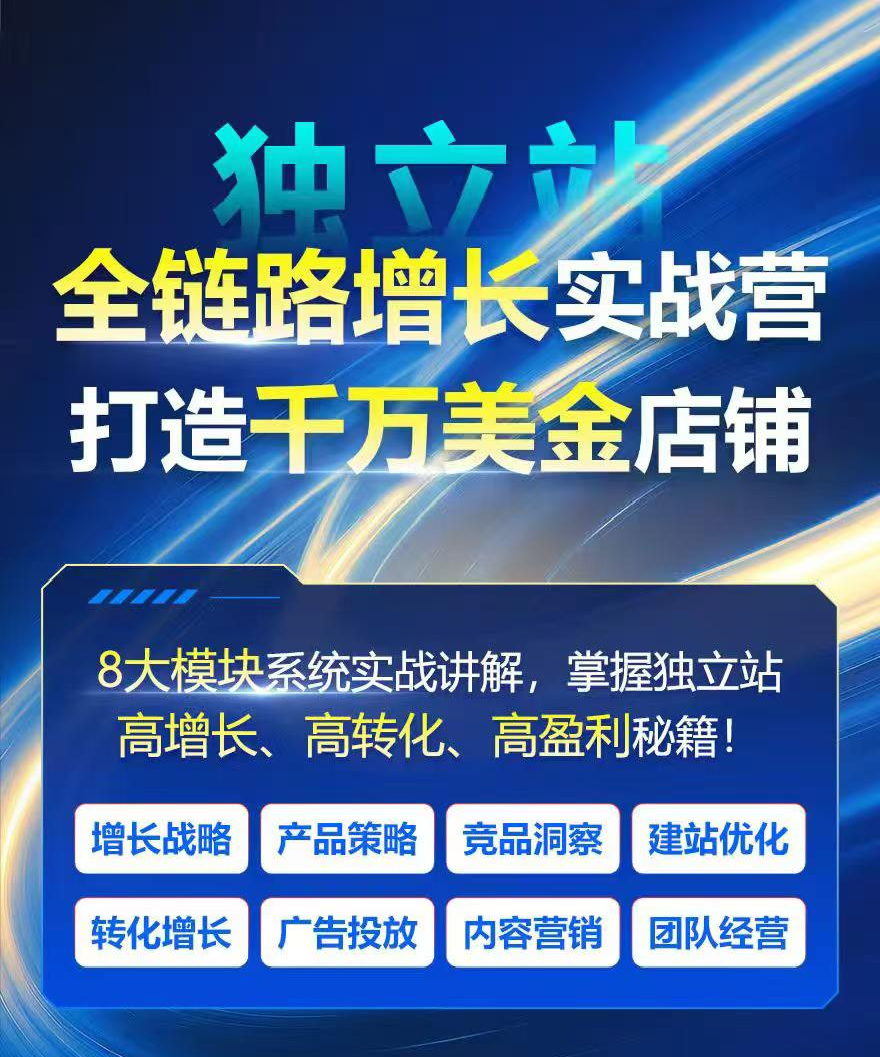 独立站
全链路增长实战营
打造千万美金店铺
8大模块系统实战讲解，掌握独立站
高增长、高转化、高盈利秘籍！
增长战略 产品策略 竞品洞察 建站优化
转化增长 广告投放 内容营销 团队经营